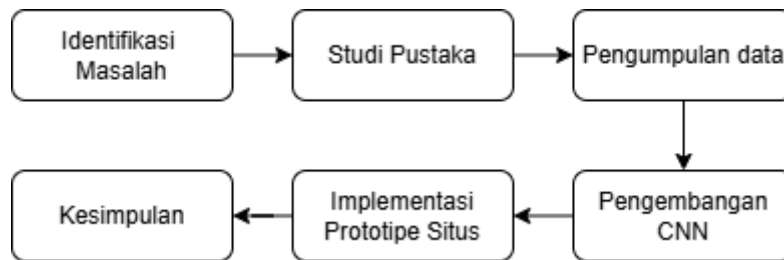 Identifikasi
Masalah
Studi Pustaka
Pengumpulan data
Pengembangan
CNN
Implementasi
Prototipe Situs
Kesimpulan